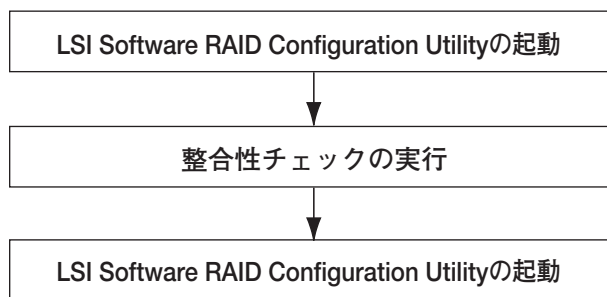 LSI Software RAID Configuration Utilityの起動
整合性チェックの実行
LSI Software RAID Configuration Utilityの起動